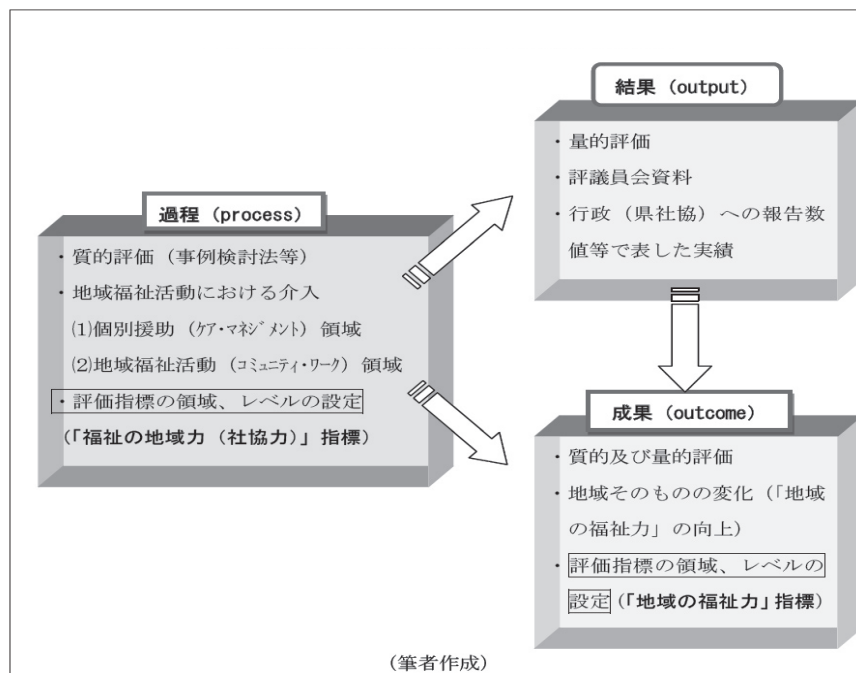 過程（process）
・質的評価（事例検討法等）
・地域福祉活動における介入
⑴個別援助（ｹｱ・ﾏﾈｼﾞﾒﾝﾄ）領域
⑵地域福祉活動（ｺﾐｭﾆﾃｨ・ﾜｰｸ）領域
・評価指標の領域、レベルの設定
（「福祉の地域力（社協力）」指標）
結果（output）
・量的評価
・評議員会資料
・行政（県社協）への報告数
値等で表した実績
成果（outcome）
・質的及び量的評価
・地域そのものの変化（「地域
の福祉力」の向上）
・評価指標の領域、レベルの
設定（「地域の福祉力」指標）
（筆者作成）